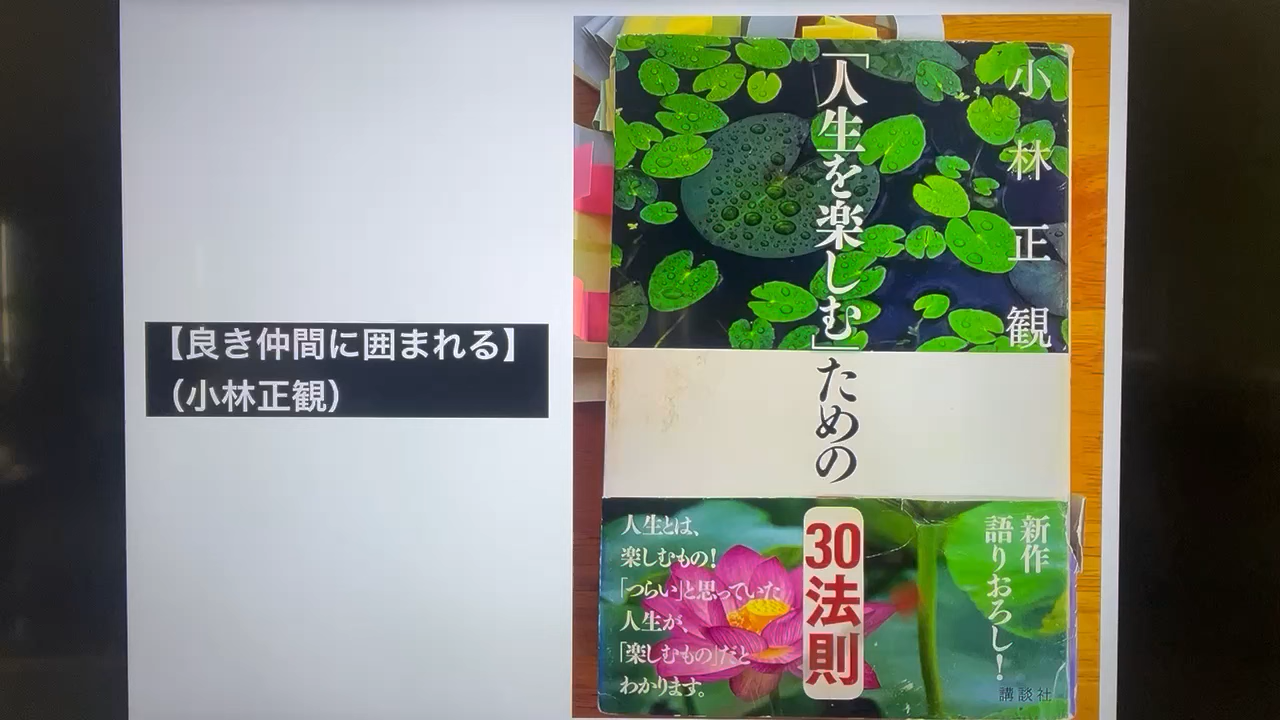 【良き仲間に囲まれる】
（小林正観）
小林正観
「人生を楽しむ」ための
30法則
新作
語りおろし！
人生とは、
楽しむもの！
「つらい」と思っていた
人生が、
「楽しむもの」だと
わかります。
講談社